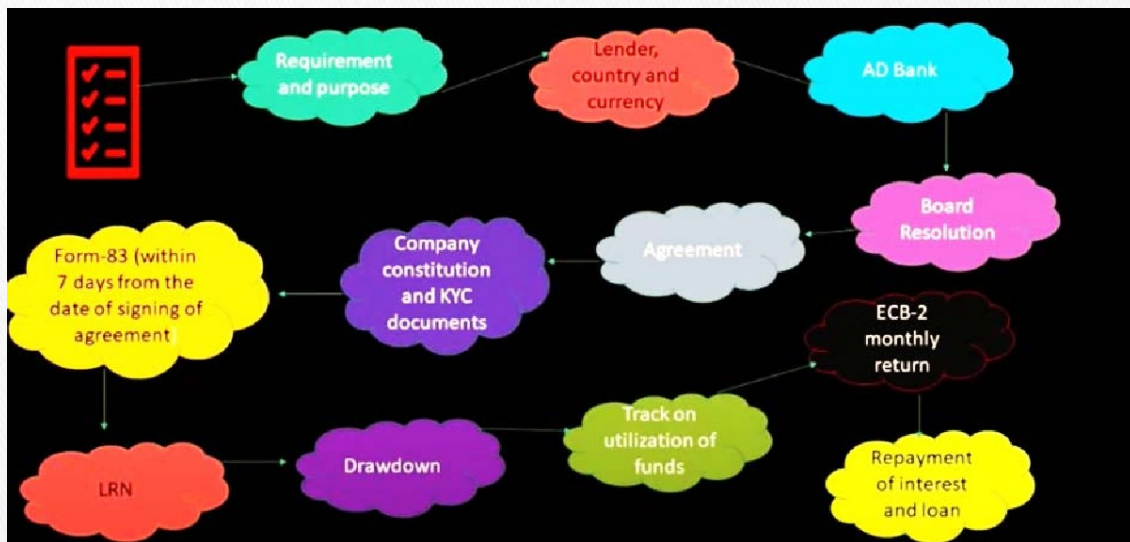 Requirement
and purpose
Lender,
country and
currency
AD Bank
Board
Resolution
Agreement
Company
constitution
and KYC
documents
Form-83 (within
7 days from the
date of signing of
agreement)
LRN
Drawdown
Track on
utilization of
funds
ECB-2
monthly
return
Repayment
of interest
and loan